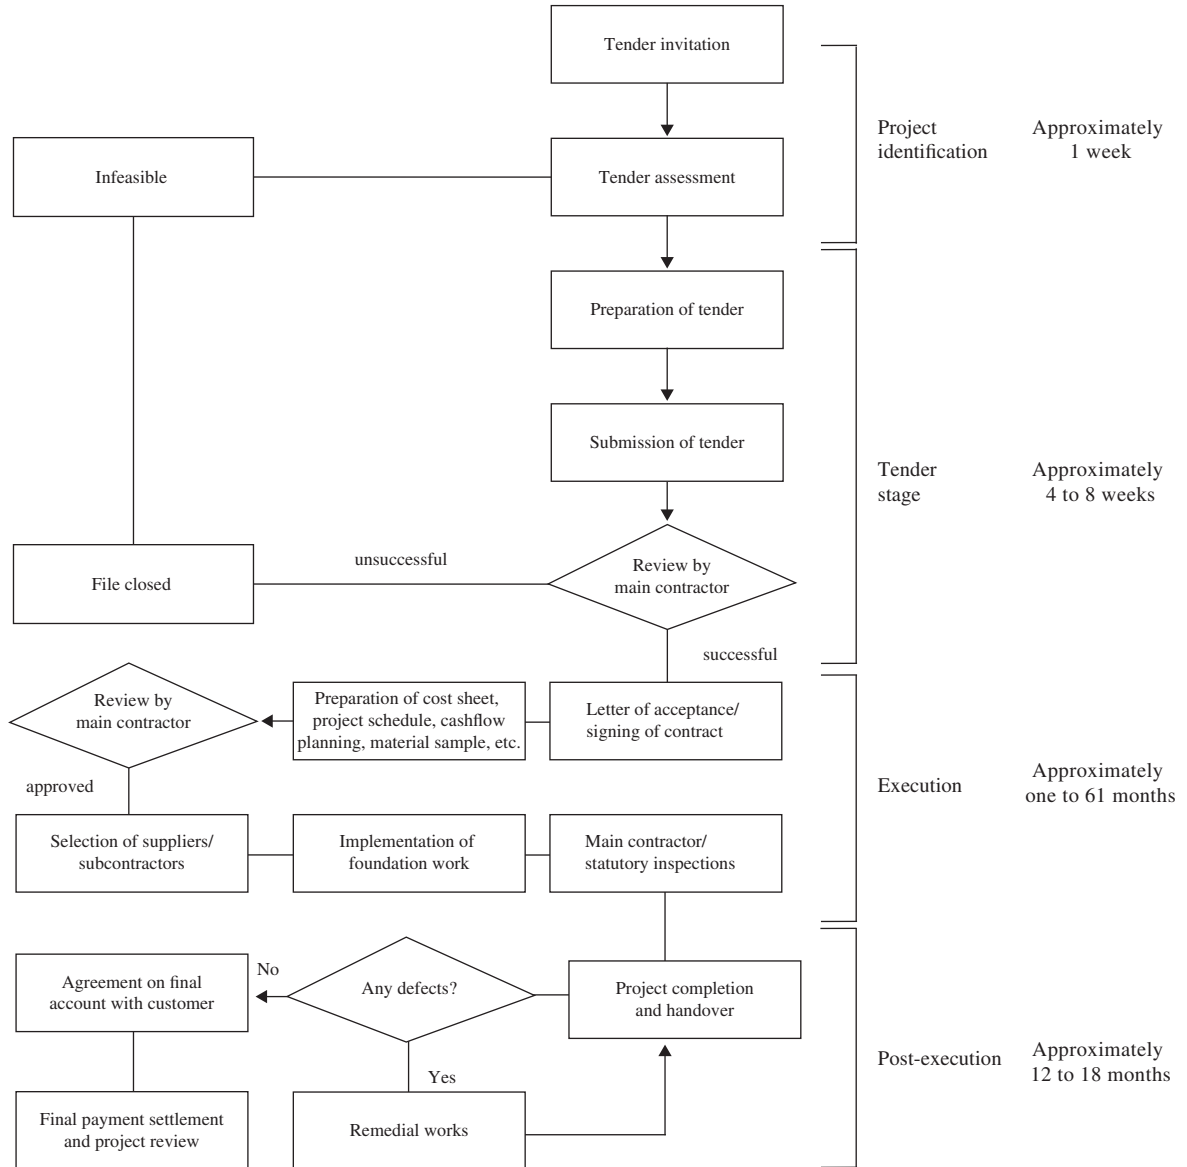 Tender invitation
Project
identification
Approximately
1 week
Infeasible
Tender assessment
Preparation of tender
Submission of tender
Tender
stage
Approximately
4 to 8 weeks
File closed
unsuccessful
Review by
main contractor
successful
Review by
main contractor
Preparation of cost sheet,
project schedule, cashflow
planning, material sample, etc.
Letter of acceptance/
signing of contract
approved
Execution
Approximately
one to 61 months
Selection of suppliers/
subcontractors
Implementation of
foundation work
Main contractor/
statutory inspections
Agreement on final
account with customer
No
Any defects?
Project completion
and handover
Yes
Post-execution
Approximately
12 to 18 months
Final payment settlement
and project review
Remedial works